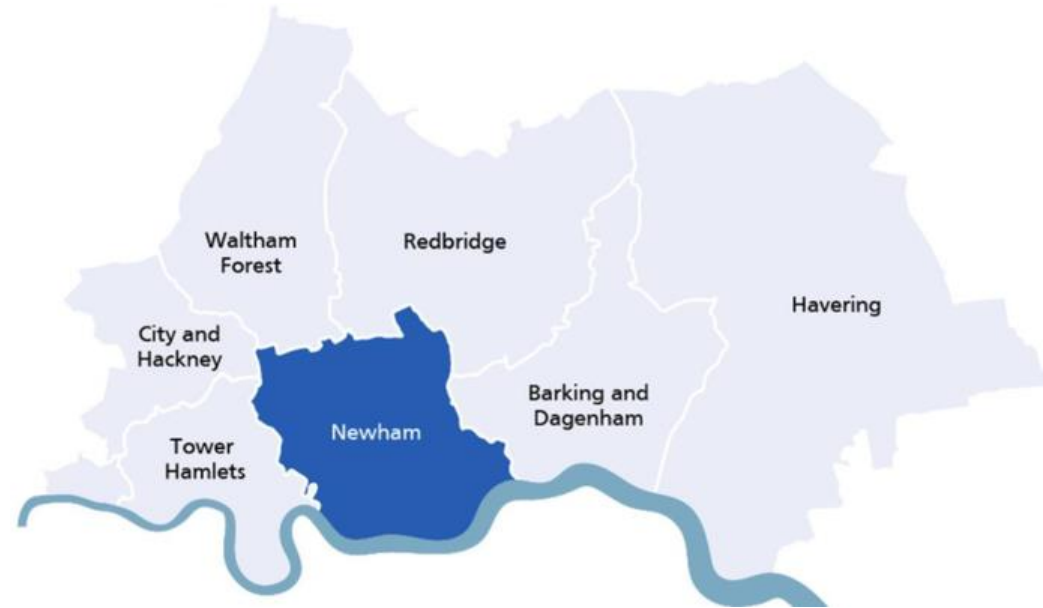 Waltham
Forest
Redbridge
Havering
City and
Hackney
Barking and
Dagenham
Newham
Tower
Hamlets